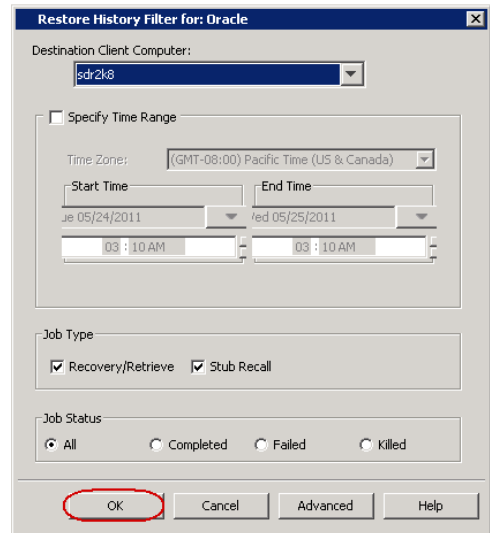 Restore History Filter for: Oracle
Destination Client Computer:
sdr2k8
Specify Time Range
Time Zone: (GMT-08:00) Pacific Time (US & Canada)
Start Time End Time
ue 05/24/2011 ed 05/25/2011
03 : 10 AM 03 : 10 AM
Job Type
Recovery/Retrieve Stub Recall
Job Status
All Completed Failed Killed
OK Cancel Advanced Help